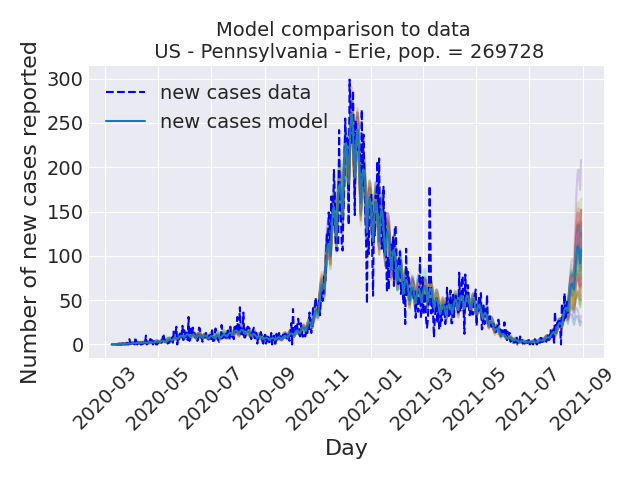 Model comparison to data
US - Pennsylvania - Erie, pop. = 269728
Number of new cases reported
300
250
200
150
100
50
0
new cases data
new cases model
2020-03
2020-05
2020-07
2020-09
2020-11
2021-01
2021-03
2021-05
2021-07
2021-09
Day